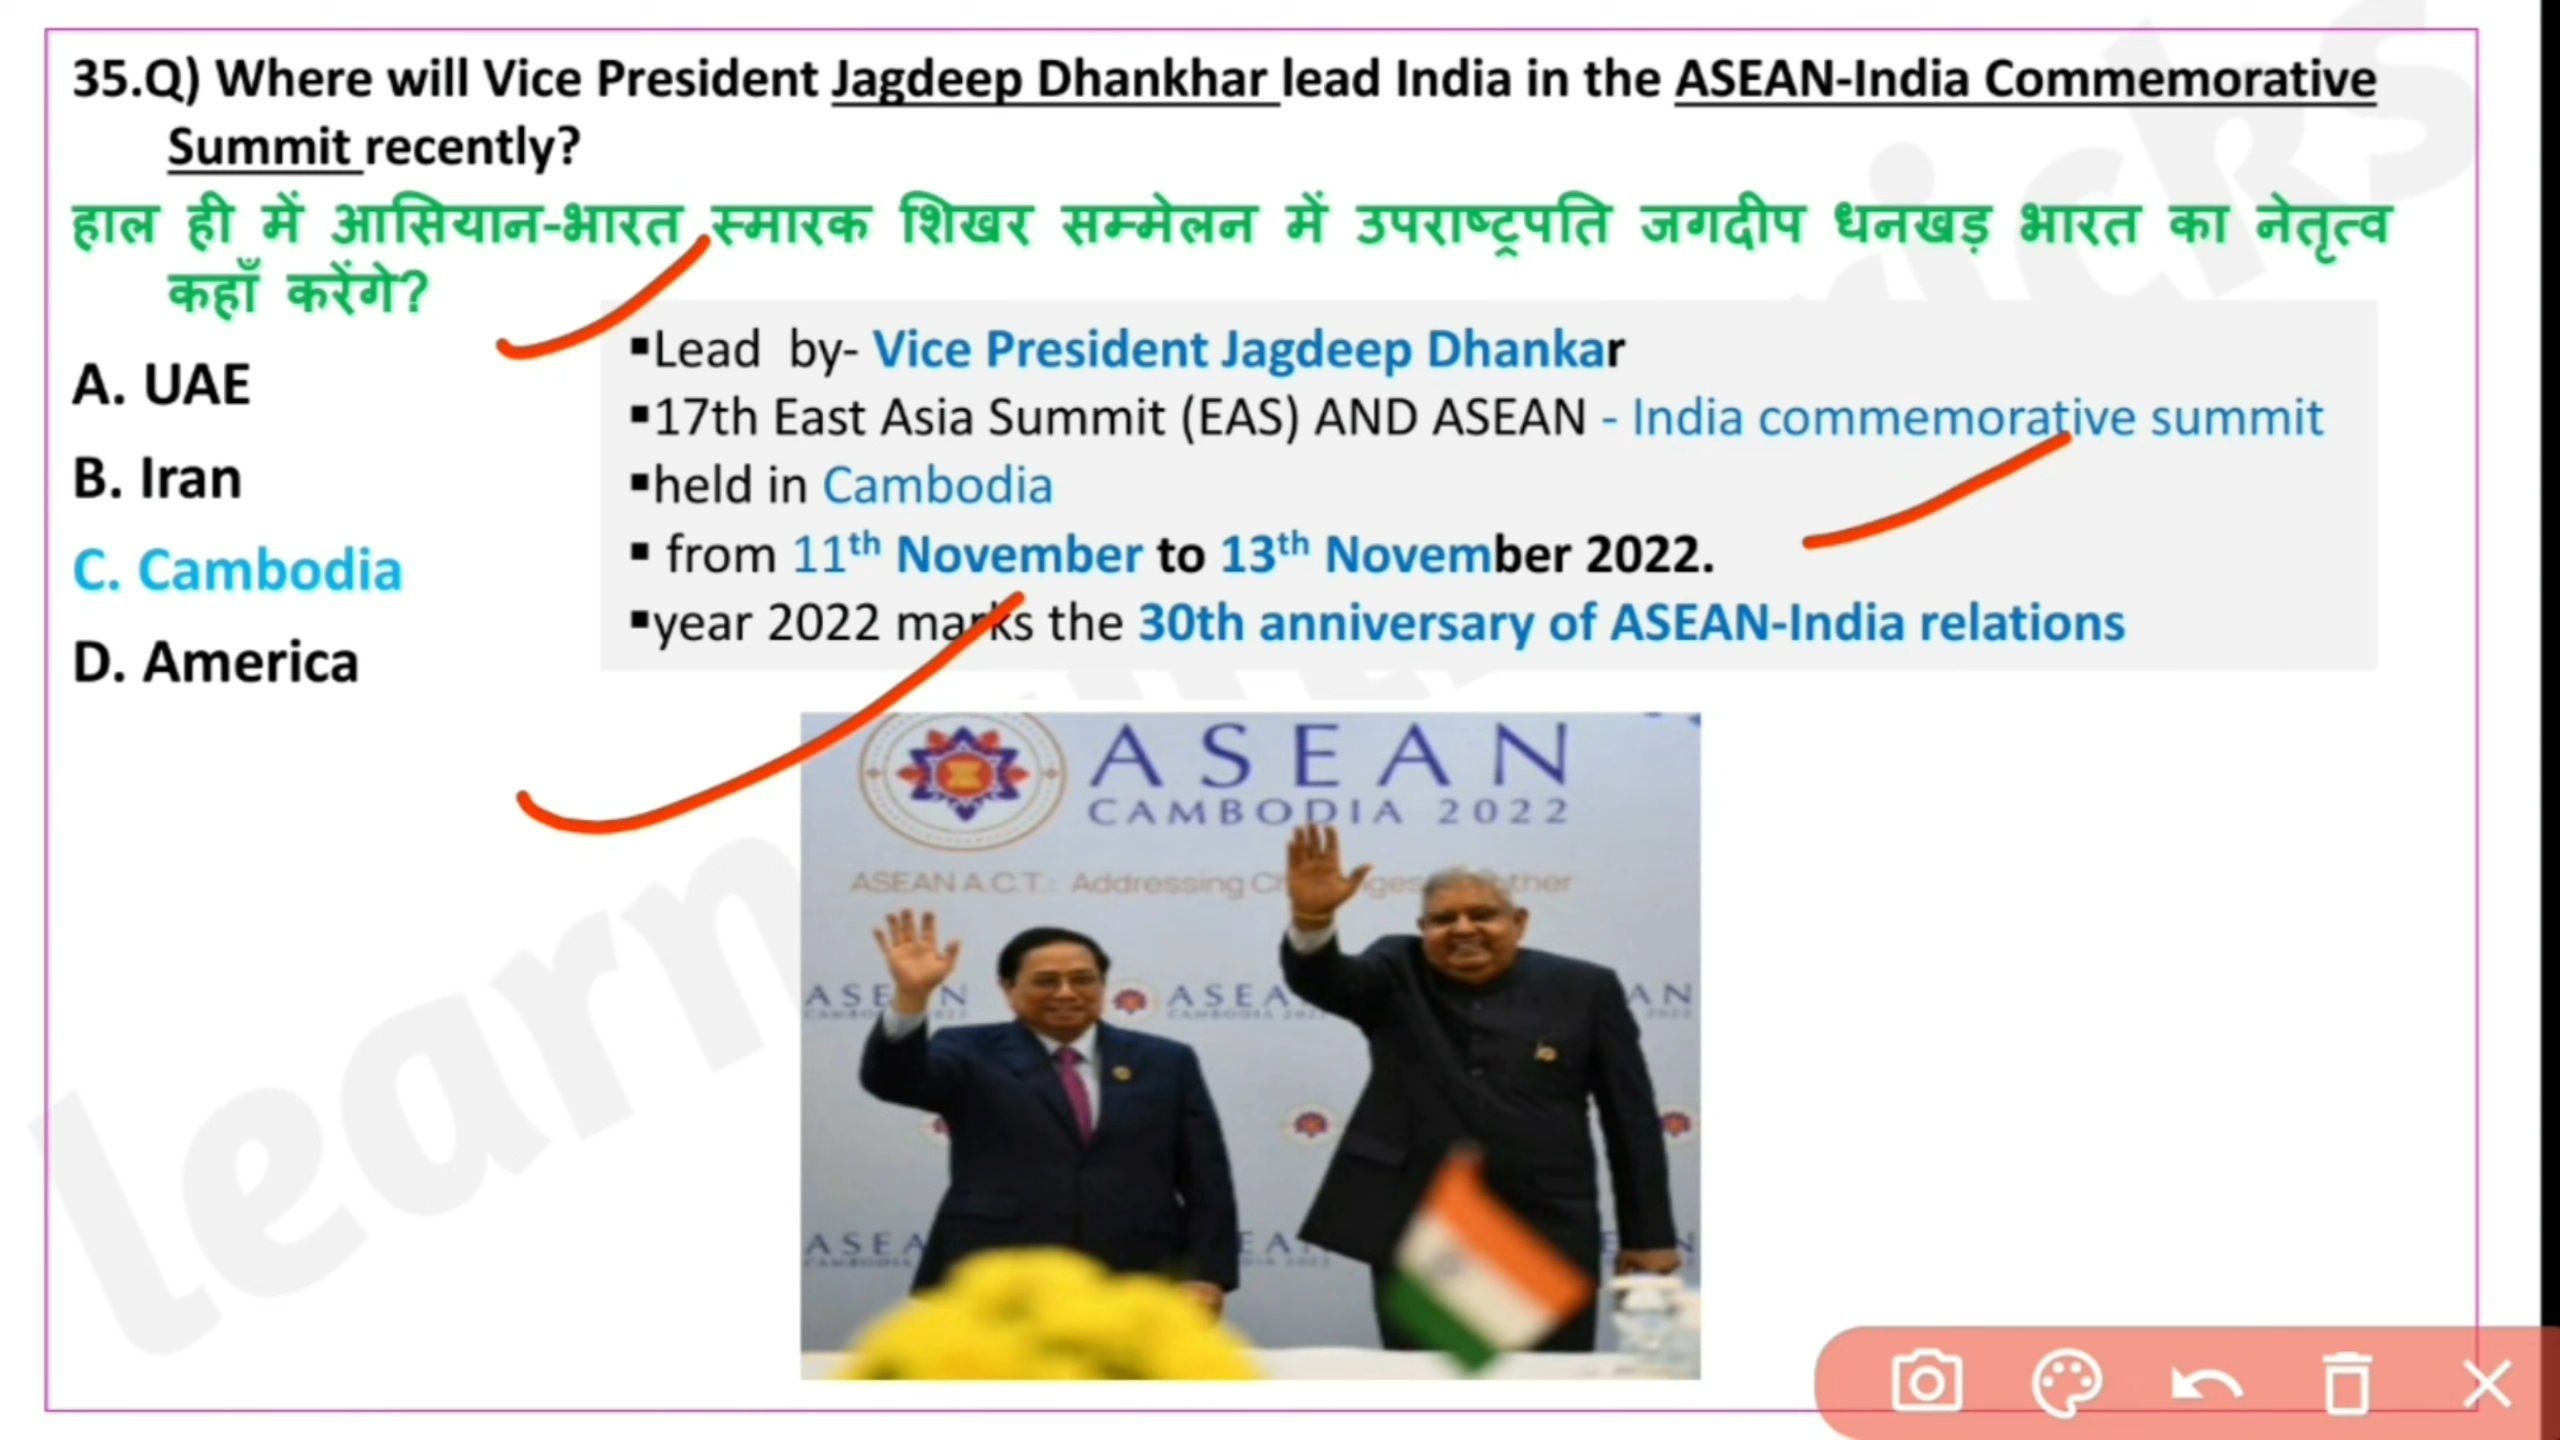 35.Q) Where will Vice President Jagdeep Dhankhar lead India in the ASEAN-India Commemorative
Summit recently?
हाल ही में आसियान-भारत स्मारक शिखर सम्मेलन में उपराष्ट्रपति जगदीप धनखड़ भारत का नेतृत्व
कहाँ करेंगे?
A. UAE
B. Iran
C. Cambodia
D. America
▪Lead by- Vice President Jagdeep Dhankar
▪17th East Asia Summit (EAS) AND ASEAN - India commemorative summit
▪held in Cambodia
▪ from 11th November to 13th November 2022.
▪year 2022 marks the 30th anniversary of ASEAN-India relations
ASEAN
CAMBODIA 2022
ASEAN A.C.T.: Addressing
learn